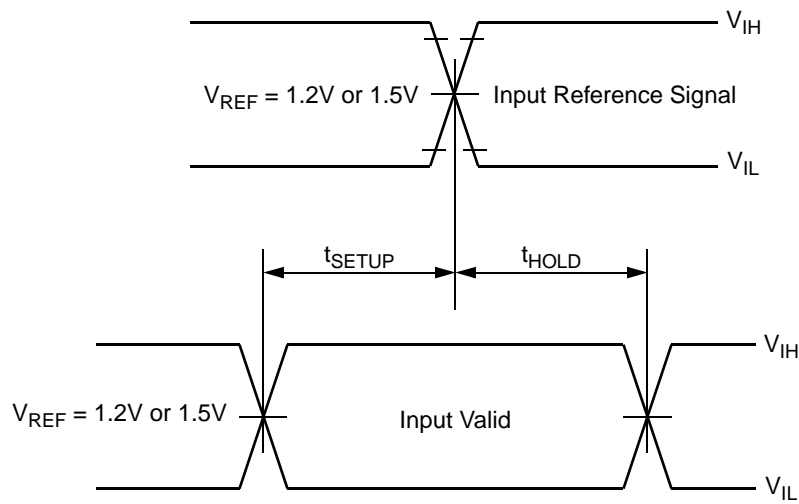 V_IH
V_REF = 1.2V or 1.5V
Input Reference Signal
V_IL
t_SETUP
t_HOLD
V_IH
V_REF = 1.2V or 1.5V
Input Valid
V_IL